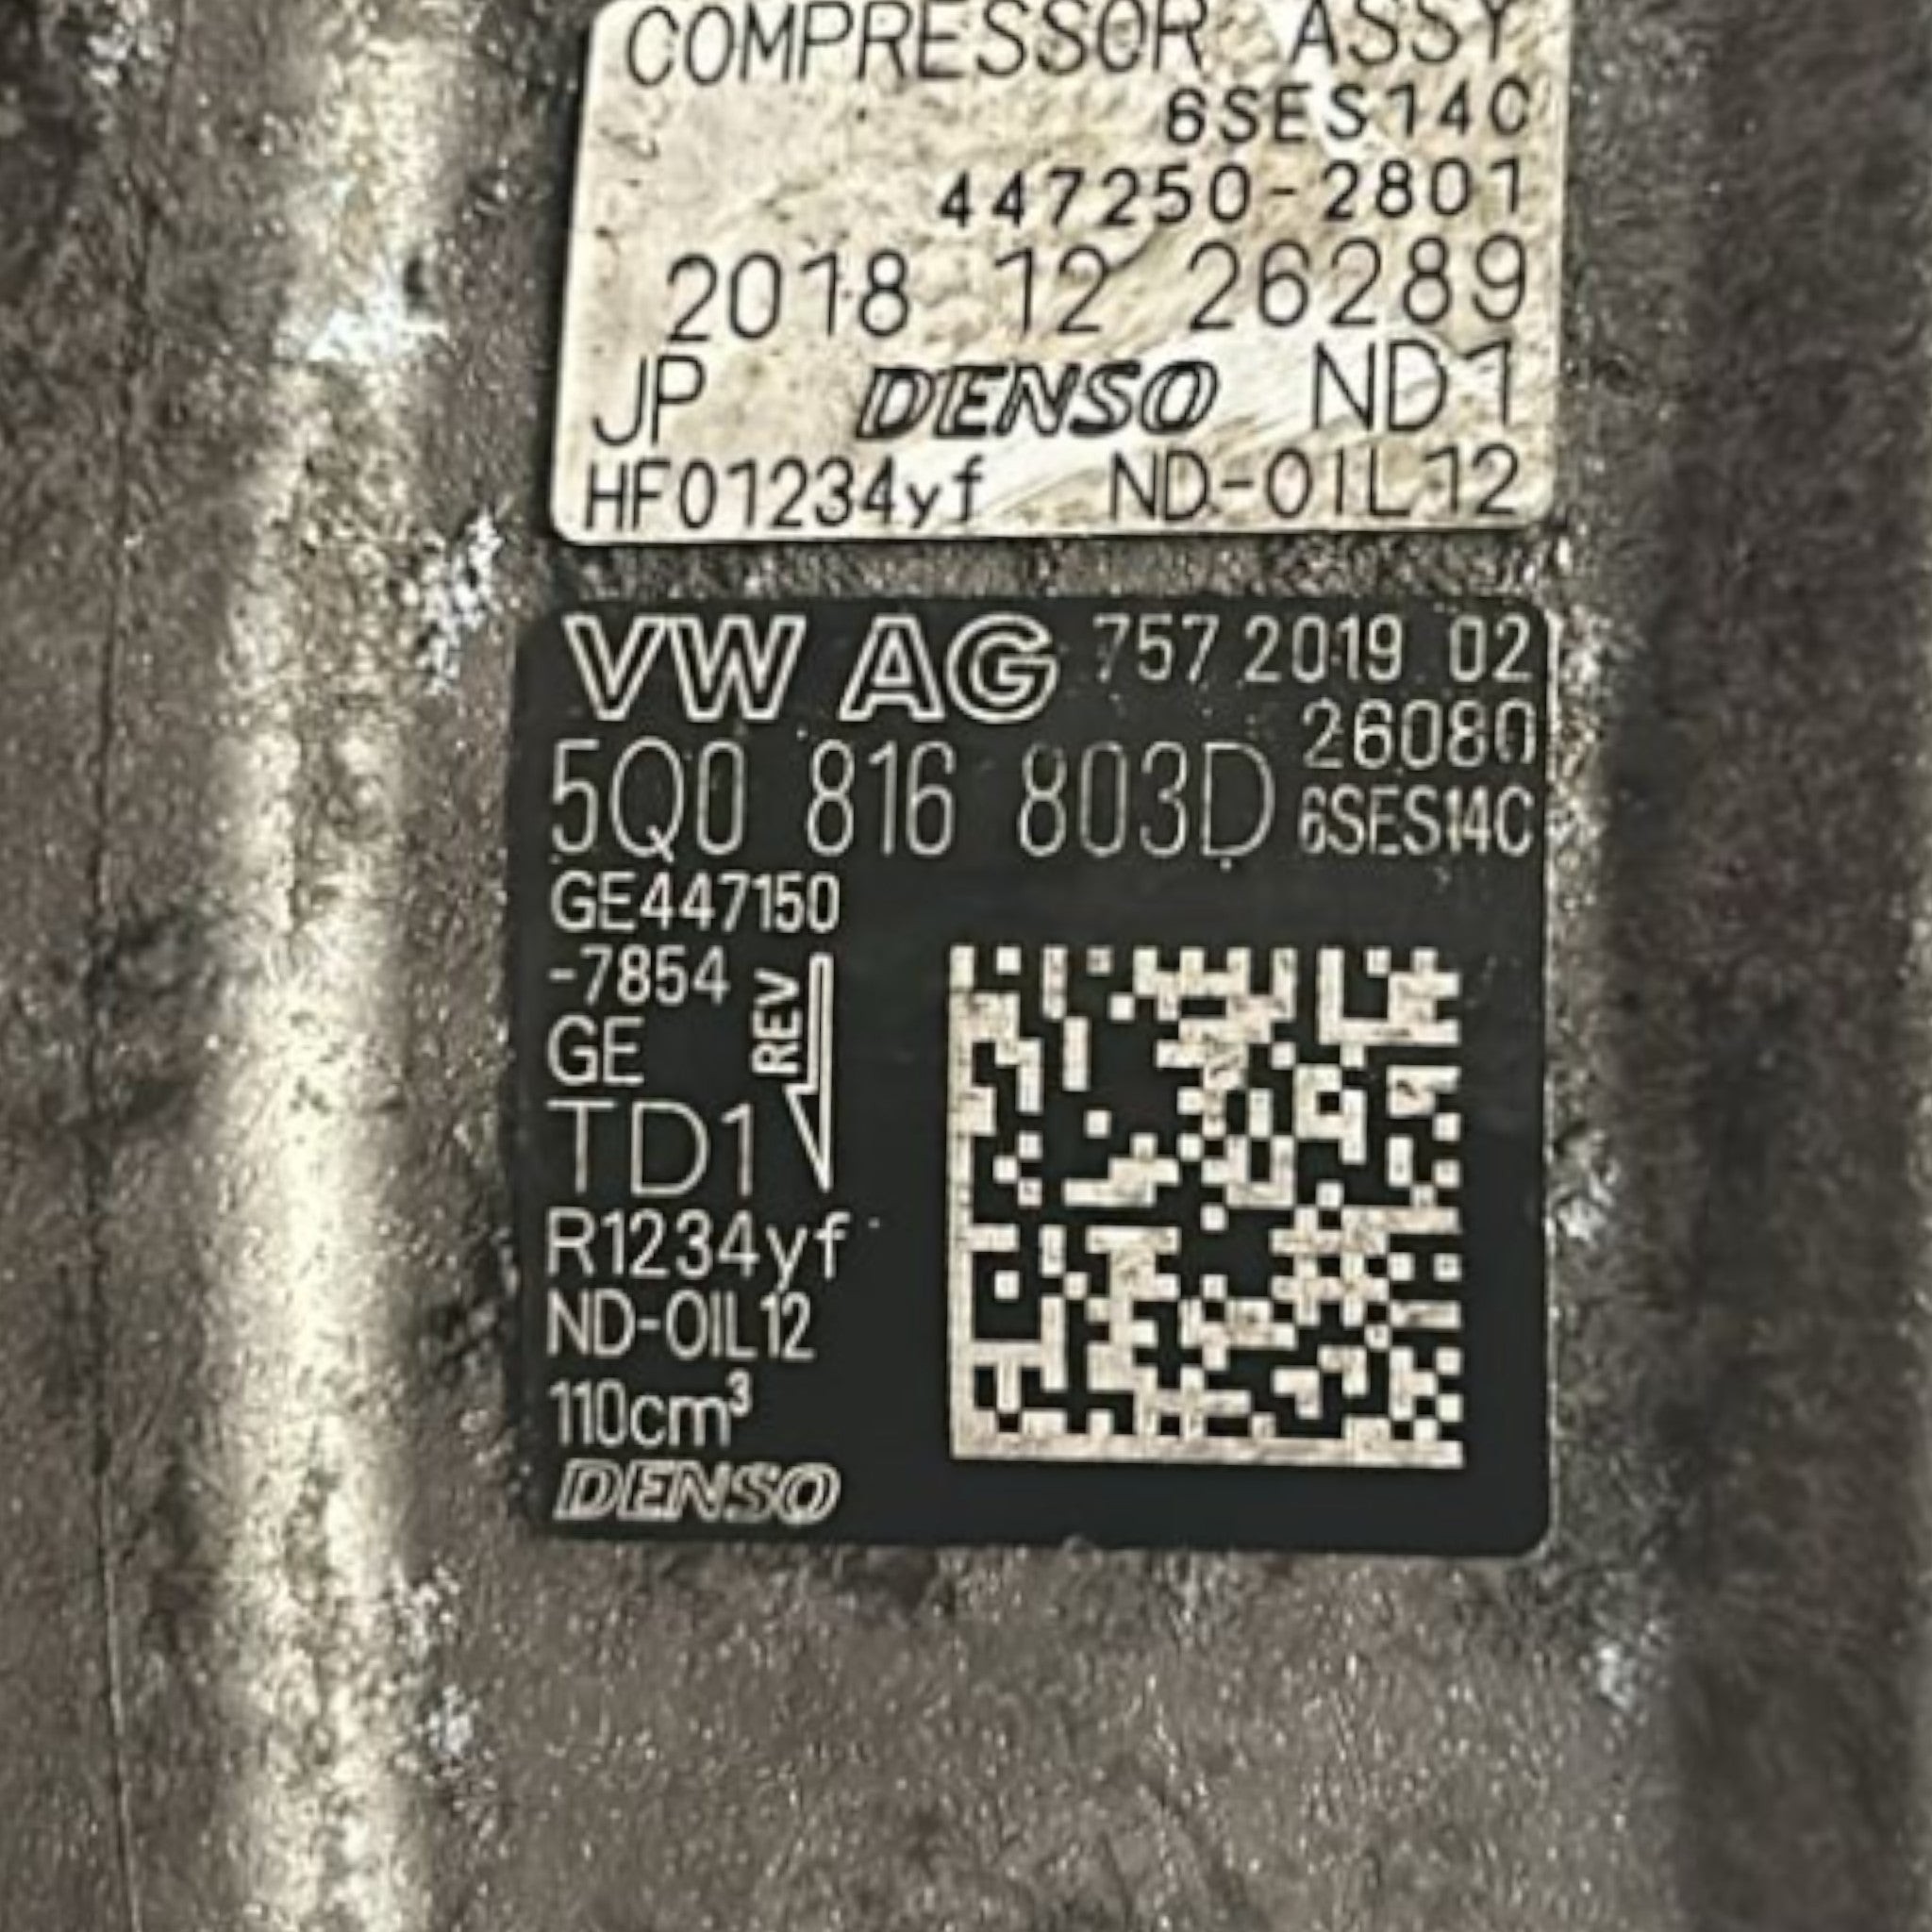 COMPRESSOR ASSY
6SES14C
447250-2801
2018 12 26289
JP DENSO ND1
HFO1234yf ND-OIL12
VW AG 757 2019 02
26080
5Q0 816 803D 6SES14C
GE447150
-7854
REV
GE
TD1
R1234yf
ND-OIL12
110cm³
DENSO